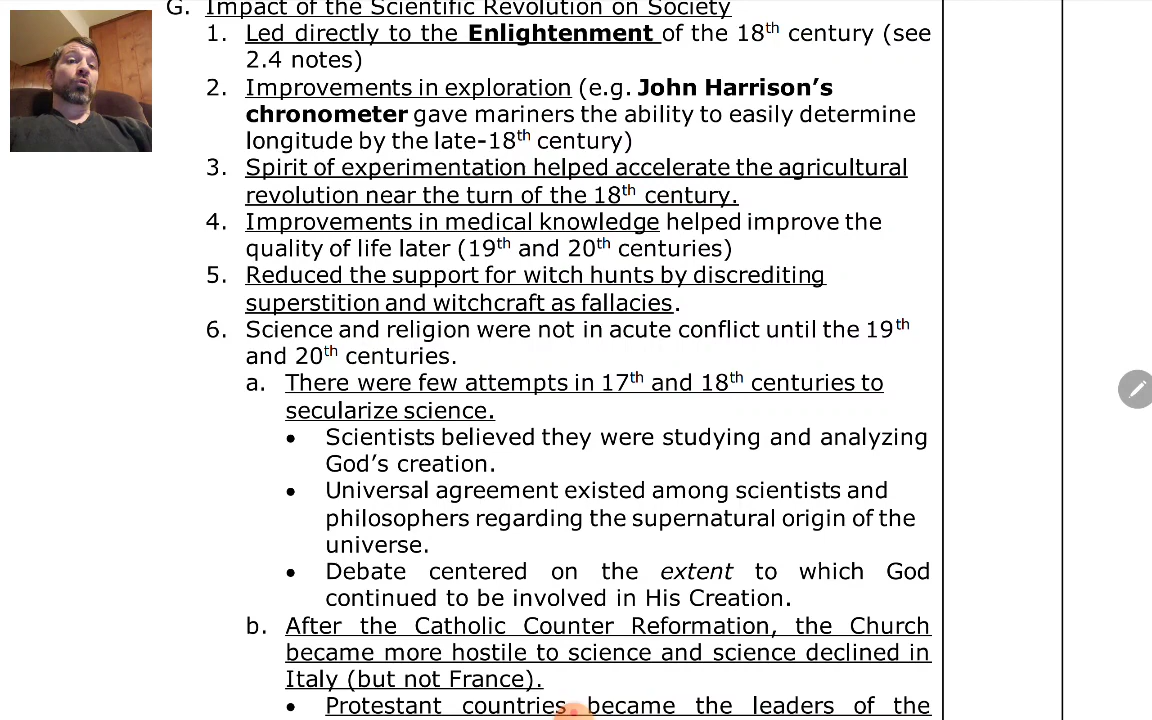 G. Impact of the Scientific Revolution on Society
1. Led directly to the Enlightenment of the 18th century (see
2.4 notes)
2. Improvements in exploration (e.g. John Harrison’s
chronometer gave mariners the ability to easily determine
longitude by the late-18th century)
3. Spirit of experimentation helped accelerate the agricultural
revolution near the turn of the 18th century.
4. Improvements in medical knowledge helped improve the
quality of life later (19th and 20th centuries)
5. Reduced the support for witch hunts by discrediting
superstition and witchcraft as fallacies.
6. Science and religion were not in acute conflict until the 19th
and 20th centuries.
a. There were few attempts in 17th and 18th centuries to
secularize science.
• Scientists believed they were studying and analyzing
God’s creation.
• Universal agreement existed among scientists and
philosophers regarding the supernatural origin of the
universe.
• Debate centered on the extent to which God
continued to be involved in His Creation.
b. After the Catholic Counter Reformation, the Church
became more hostile to science and science declined in
Italy (but not France).
• Protestant countries became the leaders of the